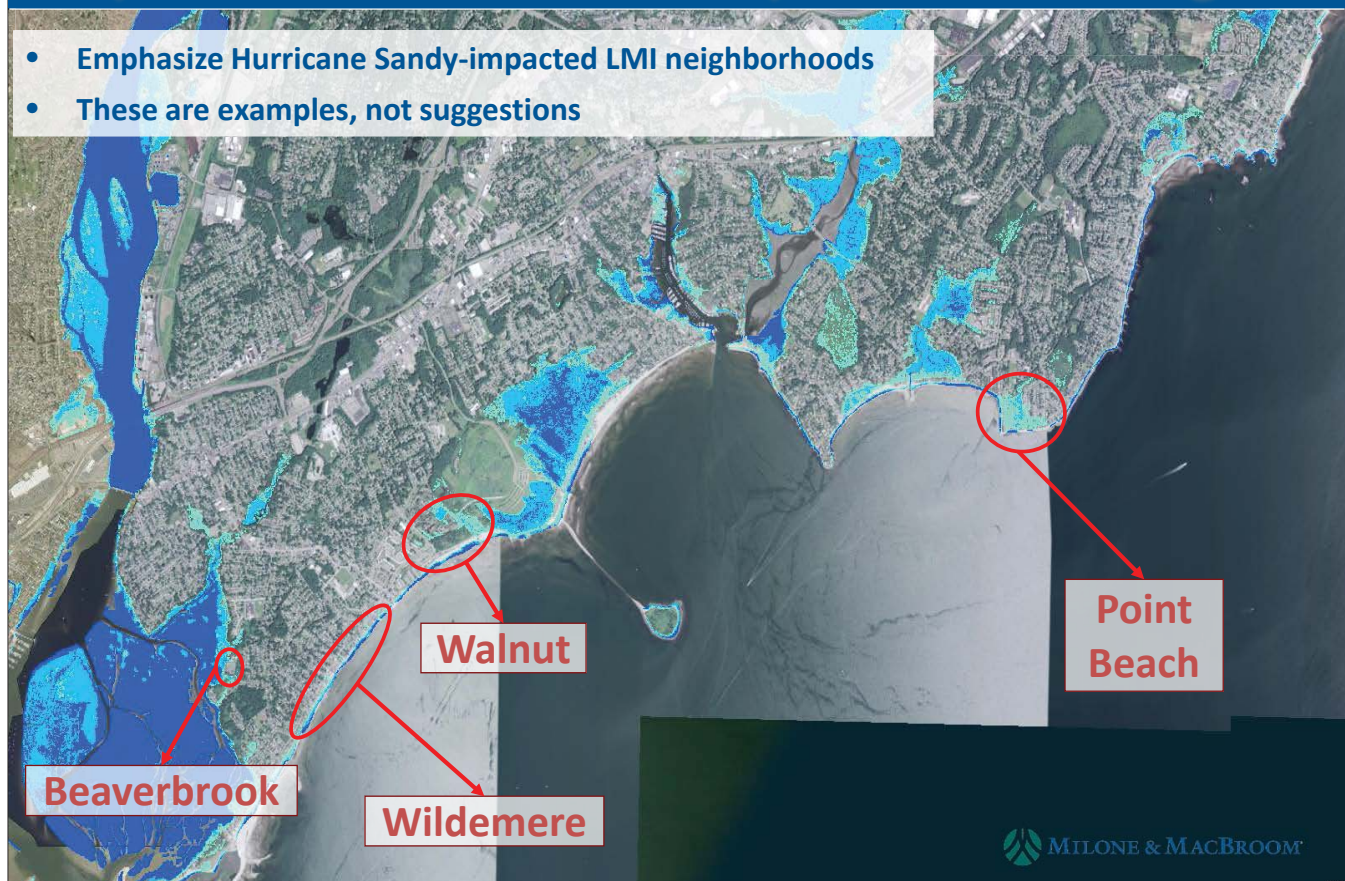 • Emphasize Hurricane Sandy-impacted LMI neighborhoods
• These are examples, not suggestions
Walnut
Point
Beach
Beaverbrook
Wildemere
MILONE & MACBROOM